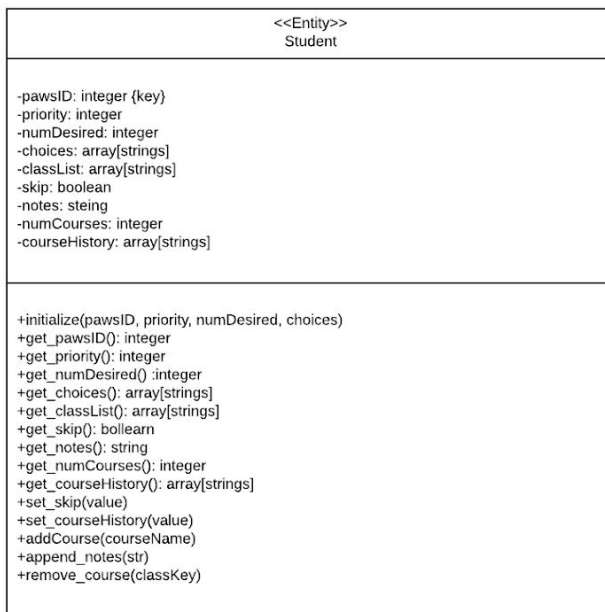 <<Entity>>
Student
-pawsID: integer {key}
-priority: integer
-numDesired: integer
-choices: array[strings]
-classList: array[strings]
-skip: boolean
-notes: steing
-numCourses: integer
-courseHistory: array[strings]
+initialize(pawsID, priority, numDesired, choices)
+get_pawsID(): integer
+get_priority(): integer
+get_numDesired() :integer
+get_choices(): array[strings]
+get_classList(): array[strings]
+get_skip(): bollearn
+get_notes(): string
+get_numCourses(): integer
+get_courseHistory(): array[strings]
+set_skip(value)
+set_courseHistory(value)
+addCourse(courseName)
+append_notes(str)
+remove_course(classKey)